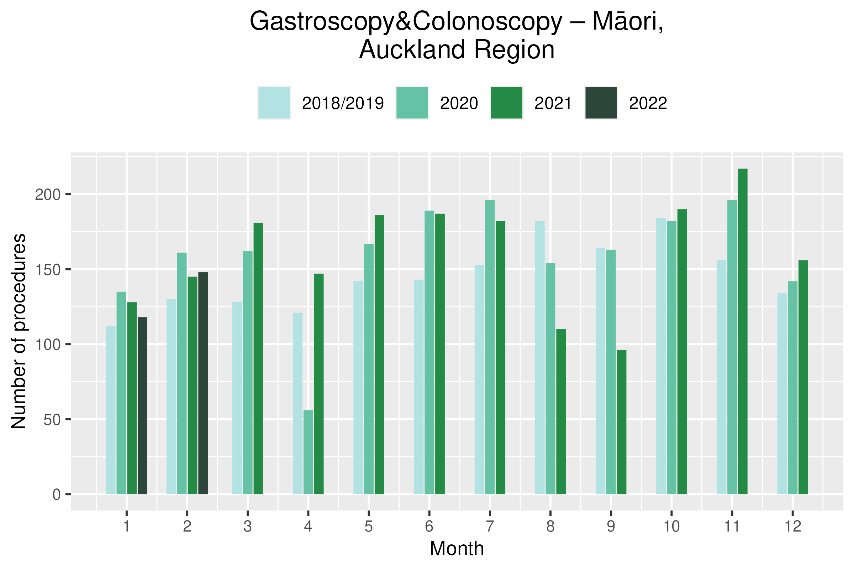 Gastroscopy&Colonoscopy – Māori,
Auckland Region
2018/2019 2020 2021 2022
Number of procedures
200
150
100
50
0
1 2 3 4 5 6 7 8 9 10 11 12
Month